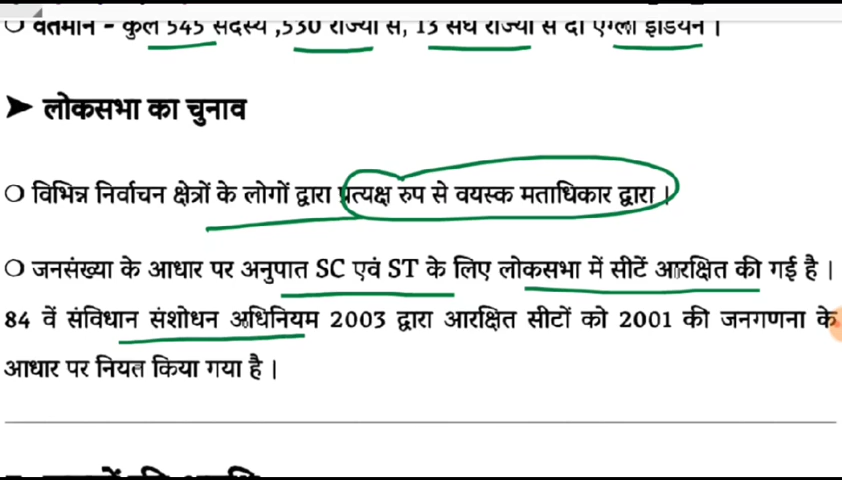 वर्तमान - कुल 545 सदस्य ,530 राज्यों से, 13 संघ राज्यों से दो एंग्लो इंडियन ।
➤ लोकसभा का चुनाव
○ विभिन्न निर्वाचन क्षेत्रों के लोगों द्वारा प्रत्यक्ष रुप से वयस्क मताधिकार द्वारा ।
○ जनसंख्या के आधार पर अनुपात SC एवं ST के लिए लोकसभा में सीटें आरक्षित की गई है ।
84 वें संविधान संशोधन अधिनियम 2003 द्वारा आरक्षित सीटों को 2001 की जनगणना के
आधार पर नियत किया गया है ।